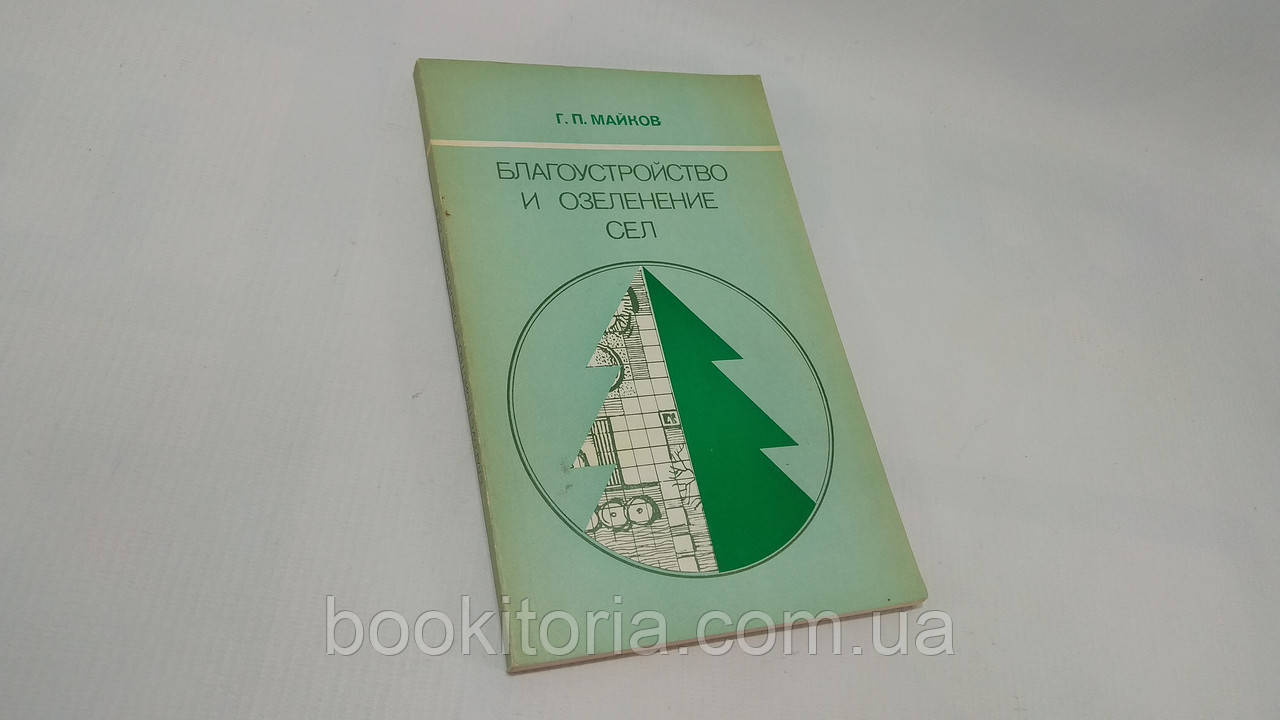 Г. П. МАЙКОВ
БЛАГОУСТРОЙСТВО
И ОЗЕЛЕНЕНИЕ
СЕЛ
bookitoria.com.ua